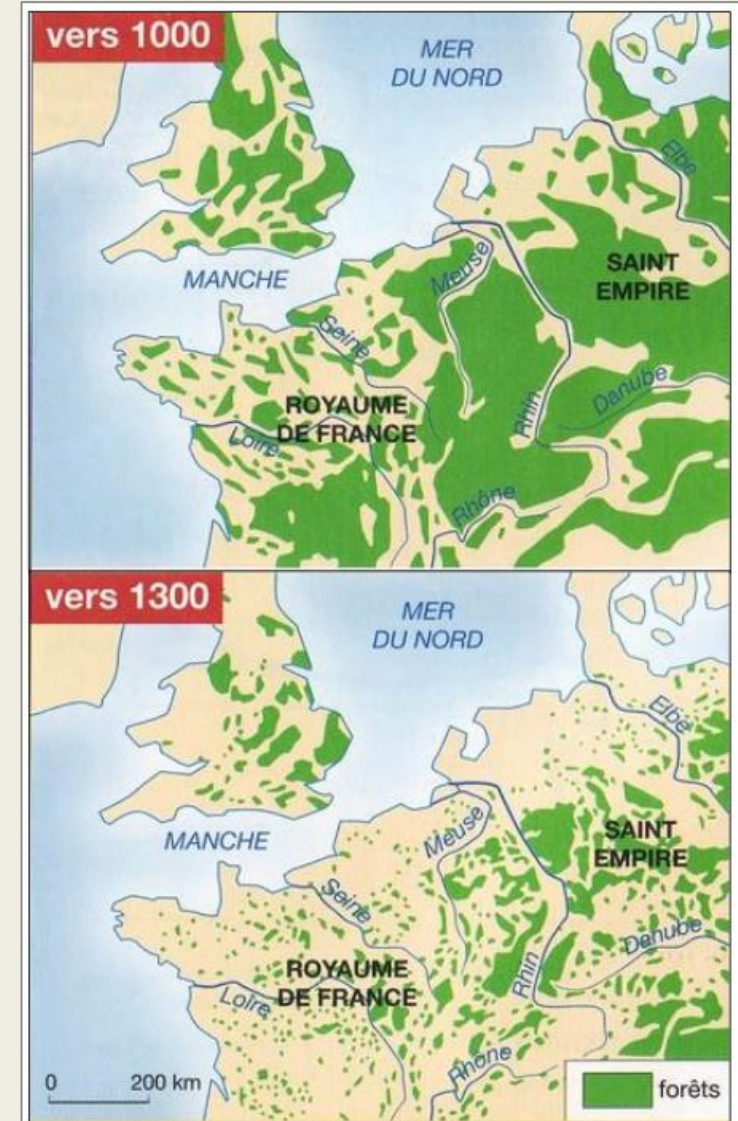 vers 1000
MER
DU NORD
Elbe
SAINT
EMPIRE
MANCHE
Meuse
Seine
Danube
ROYAUME
DE FRANCE
Rhin
Loire
Rhône
vers 1300
MER
DU NORD
Elbe
SAINT
EMPIRE
MANCHE
Meuse
Seine
Danube
ROYAUME
DE FRANCE
Rhin
Loire
Rhone
0 200 km
forêts